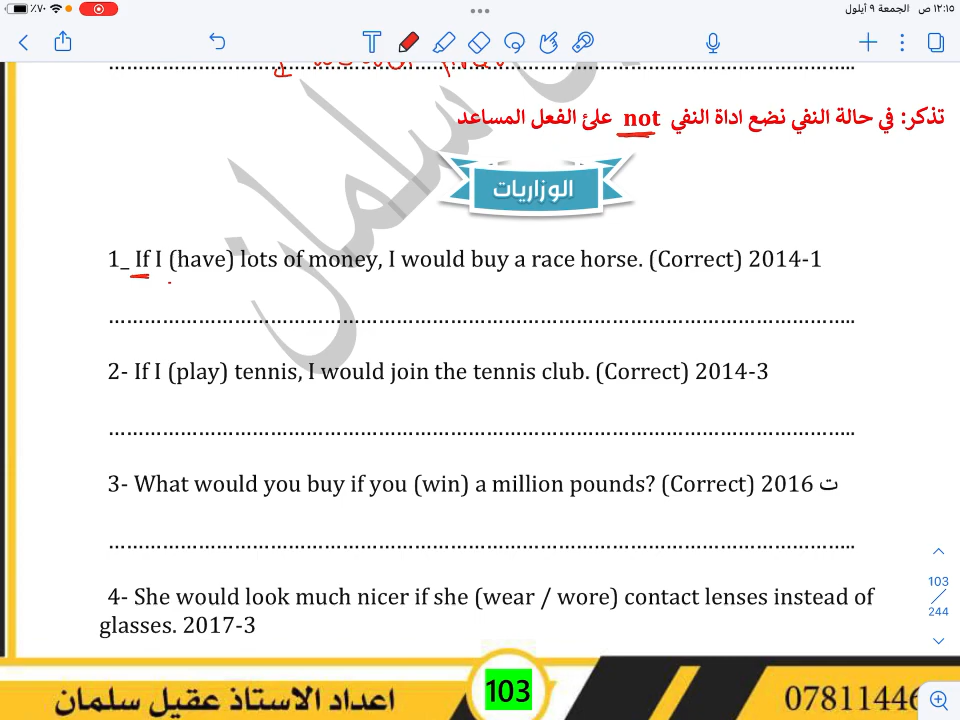 ١٢:١٥ ص الجمعة ٩ أيلول
٪٧٠
تذكر: في حالة النفي نضع اداة النفي not على الفعل المساعد
الوزاريات
1_ If I (have) lots of money, I would buy a race horse. (Correct) 2014-1
2- If I (play) tennis, I would join the tennis club. (Correct) 2014-3
3- What would you buy if you (win) a million pounds? (Correct) 2016 ت
4- She would look much nicer if she (wear / wore) contact lenses instead of
glasses. 2017-3
103
244
اعداد الاستاذ عقيل سلمان
103
0781144
سلمان